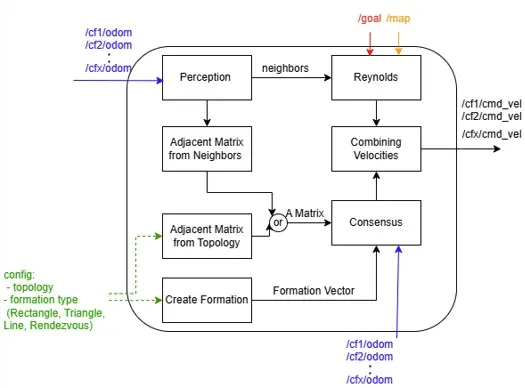 /goal /map
/cf1/odom
/cf2/odom
:
/cfx/odom
Perception
neighbors
Reynolds
/cf1/cmd_vel
/cf2/cmd_vel
/cfx/cmd_vel
Adjacent Matrix
from Neighbors
Combining
Velocities
Adjacent Matrix
from Topology
or
A Matrix
Consensus
config:
- topology
- formation type
(Rectangle, Triangle,
Line, Rendezvous)
Create Formation
Formation Vector
/cf1/odom
/cf2/odom
:
/cfx/odom